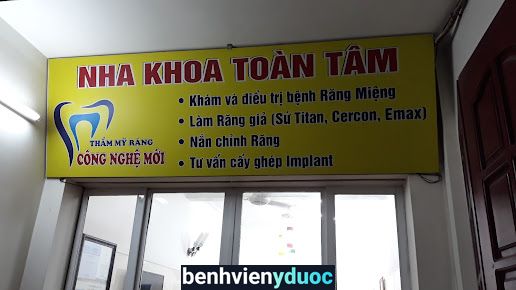 NHA KHOA TOÀN TÂM
• Khám và điều trị bệnh Răng Miệng
• Làm Răng giả (Sứ Titan, Cercon, Emax)
• Nắn chỉnh Răng
• Tư vấn cấy ghép Implant
THẨM MỸ RĂNG
CÔNG NGHỆ MỚI
benhvienyduoc